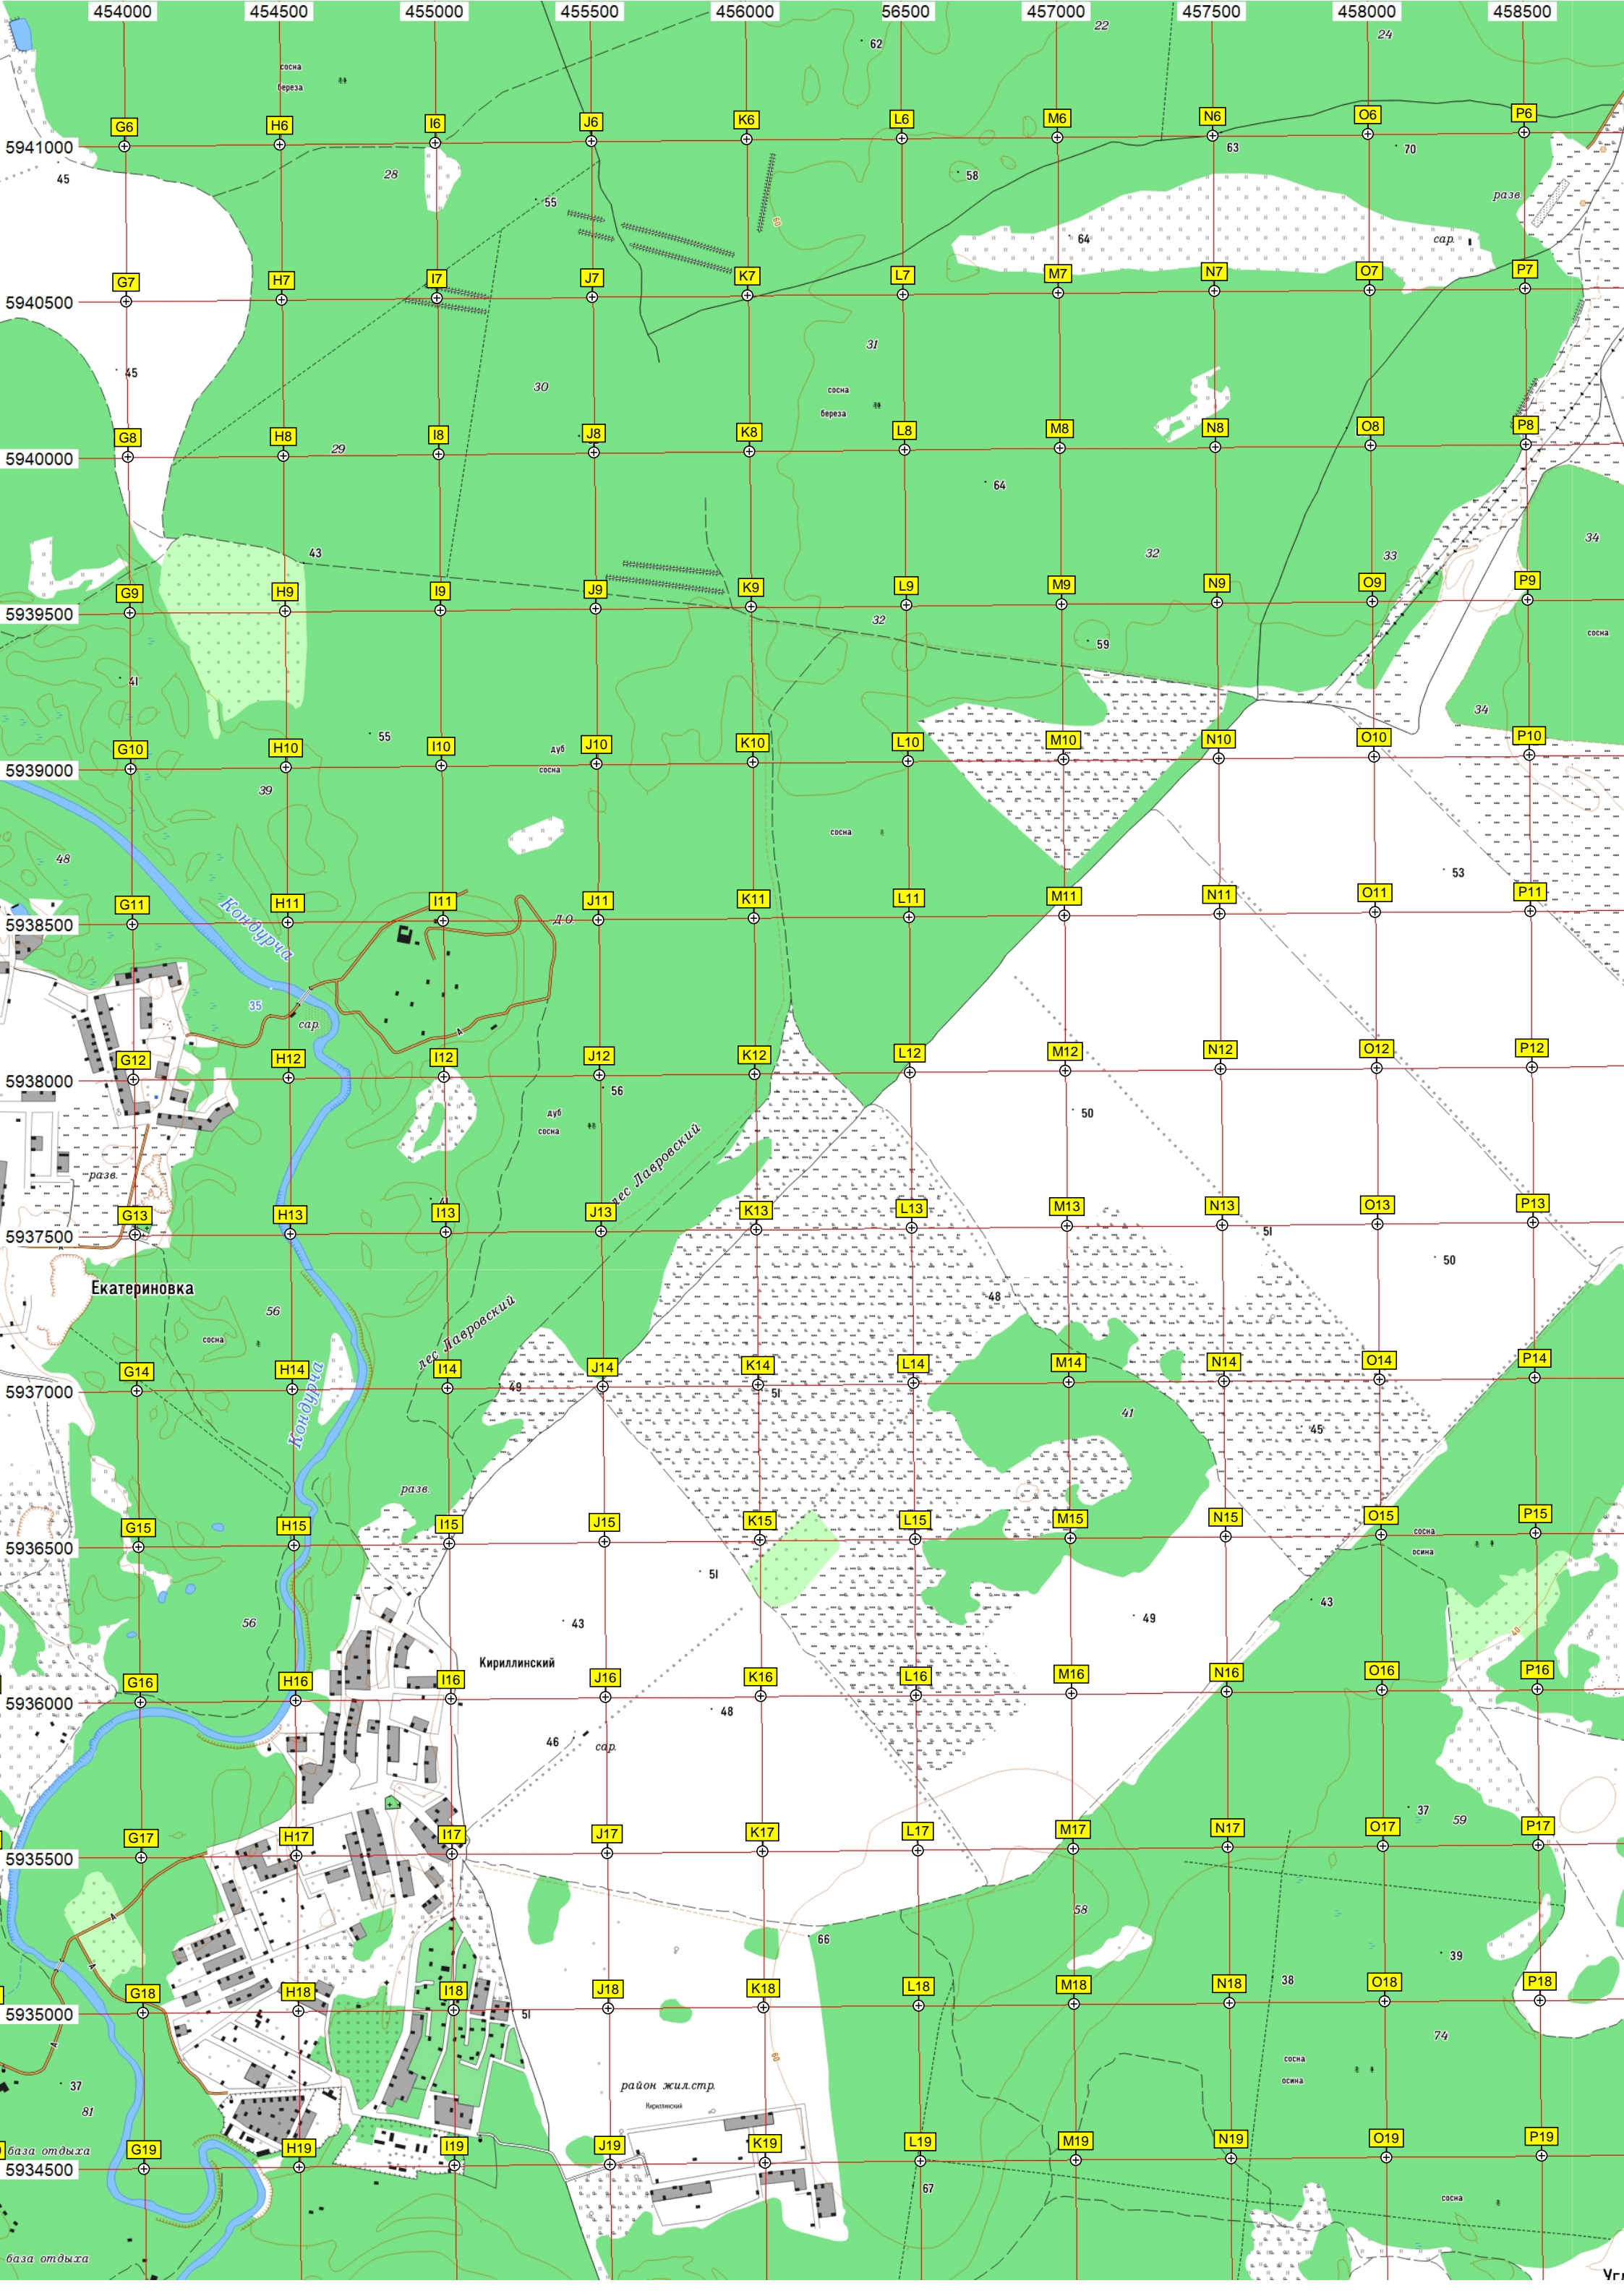 454000 454500 455000 455500 456000 56500 457000 457500 458000 458500
62 22 24
сосна
береза
G6 H6 I6 J6 K6 L6 M6 N6 O6 P6
5941000
63 70
45 28 58
55 разв.
60
64 сар.
G7 H7 I7 J7 K7 L7 M7 N7 O7 P7
5940500
31
45
30 сосна
береза
G8 H8 I8 J8 K8 L8 M8 N8 O8 P8
5940000
29
64
34
43 32 33
G9 H9 I9 J9 K9 L9 M9 N9 O9 P9
5939500
32
59 сосна
41
34
55
G10 H10 I10 J10 K10 L10 M10 N10 O10 P10
дуб
сосна
5939000
39
сосна
48
53
G11 H11 I11 J11 K11 L11 M11 N11 O11 P11
Кондурча
Д.О.
5938500
35
сар.
A
G12 H12 I12 J12 K12 L12 M12 N12 O12 P12
5938000
56
дуб
сосна
50
лес Лавровский
разв.
41
G13 H13 I13 J13 K13 L13 M13 N13 O13 P13
5937500
51
50
Екатериновка
48
56
лес Лавровский
сосна
G14 H14 I14 J14 K14 L14 M14 N14 O14 P14
5937000
49 51
Кондурча
41
45
разв.
G15 H15 I15 J15 K15 L15 M15 N15 O15 P15
5936500
сосна
осина
51
43
56
43 49
40
Кириллинский
G16 H16 I16 J16 K16 L16 M16 N16 O16 P16
5936000
48
46 сар.
37 59
G17 H17 I17 J17 K17 L17 M17 N17 O17 P17
5935500
58
A
66
39
A
38
G18 H18 I18 J18 K18 L18 M18 N18 O18 P18
5935000
51
74
A
60
сосна
осина
37
район жил.стр.
81
Кириллинский
база отдыха
G19 H19 I19 J19 K19 L19 M19 N19 O19 P19
5934500
67
сосна
база отдыха